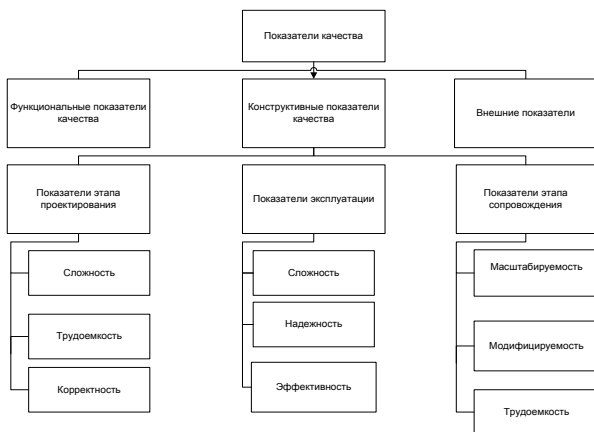 Показатели качества
Функциональные показатели
качества
Конструктивные показатели
качества
Внешние показатели
Показатели этапа
проектирования
Показатели эксплуатации
Показатели этапа
сопровождения
Сложность
Трудоемкость
Корректность
Сложность
Надежность
Эффективность
Масштабируемость
Модифицируемость
Трудоемкость